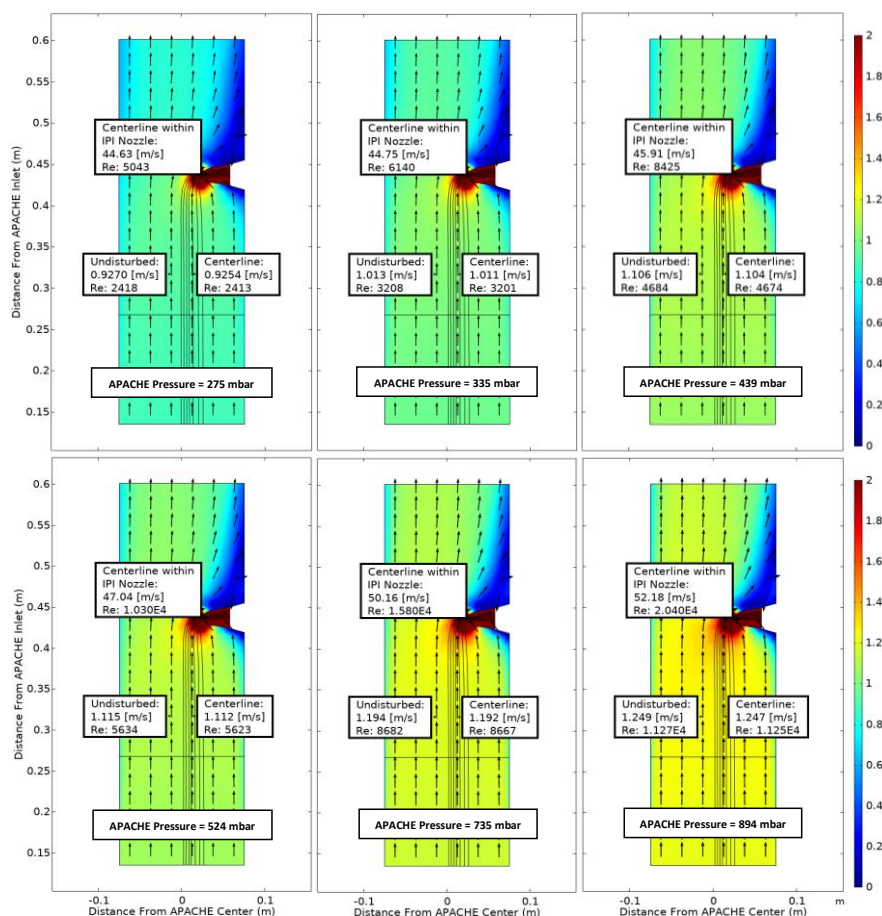 0.6
0.55
0.5
0.45
0.4
0.35
0.3
0.25
0.2
0.15
Distance From APACHE Inlet (m)
Centerline within
IPI Nozzle:
44.63 [m/s]
Re: 5043
Undisturbed:
0.9270 [m/s]
Re: 2418
Centerline:
0.9254 [m/s]
Re: 2413
APACHE Pressure = 275 mbar
Centerline within
IPI Nozzle:
44.75 [m/s]
Re: 6140
Undisturbed:
1.013 [m/s]
Re: 3208
Centerline:
1.011 [m/s]
Re: 3201
APACHE Pressure = 335 mbar
Centerline within
IPI Nozzle:
45.91 [m/s]
Re: 8425
Undisturbed:
1.106 [m/s]
Re: 4684
Centerline:
1.104 [m/s]
Re: 4674
APACHE Pressure = 439 mbar
2
1.8
1.6
1.4
1.2
1
0.8
0.6
0.4
0.2
0
0.6
0.55
0.5
0.45
0.4
0.35
0.3
0.25
0.2
0.15
Distance From APACHE Inlet (m)
Centerline within
IPI Nozzle:
47.04 [m/s]
Re: 1.030E4
Undisturbed:
1.115 [m/s]
Re: 5634
Centerline:
1.112 [m/s]
Re: 5623
APACHE Pressure = 524 mbar
Centerline within
IPI Nozzle:
50.16 [m/s]
Re: 1.580E4
Undisturbed:
1.194 [m/s]
Re: 8682
Centerline:
1.192 [m/s]
Re: 8667
APACHE Pressure = 735 mbar
Centerline within
IPI Nozzle:
52.18 [m/s]
Re: 2.040E4
Undisturbed:
1.249 [m/s]
Re: 1.127E4
Centerline:
1.247 [m/s]
Re: 1.125E4
APACHE Pressure = 894 mbar
2
1.8
1.6
1.4
1.2
1
0.8
0.6
0.4
0.2
0
-0.1 0 0.1
Distance From APACHE Center (m)
-0.1 0 0.1
Distance From APACHE Center (m)
-0.1 0 0.1 m
Distance From APACHE Center (m)